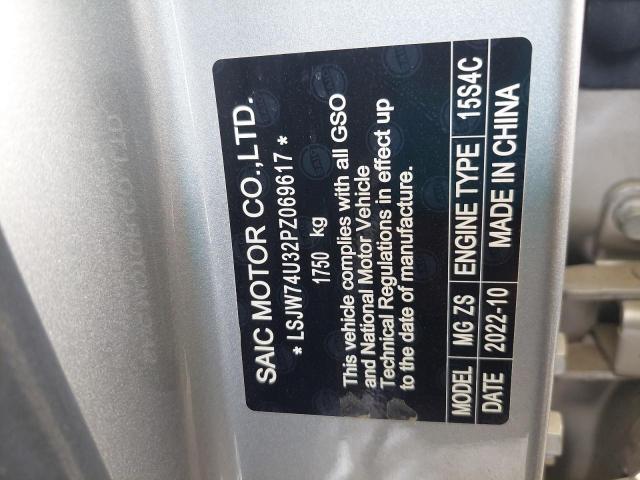 SAIC MOTOR CO.,LTD.
* LSJW74U32PZ069617 *
1750 kg
This vehicle complies with all GSO
and National Motor Vehicle
Technical Regulations in effect up
to the date of manufacture.
MODEL MG ZS ENGINE TYPE 15S4C
DATE 2022-10 MADE IN CHINA